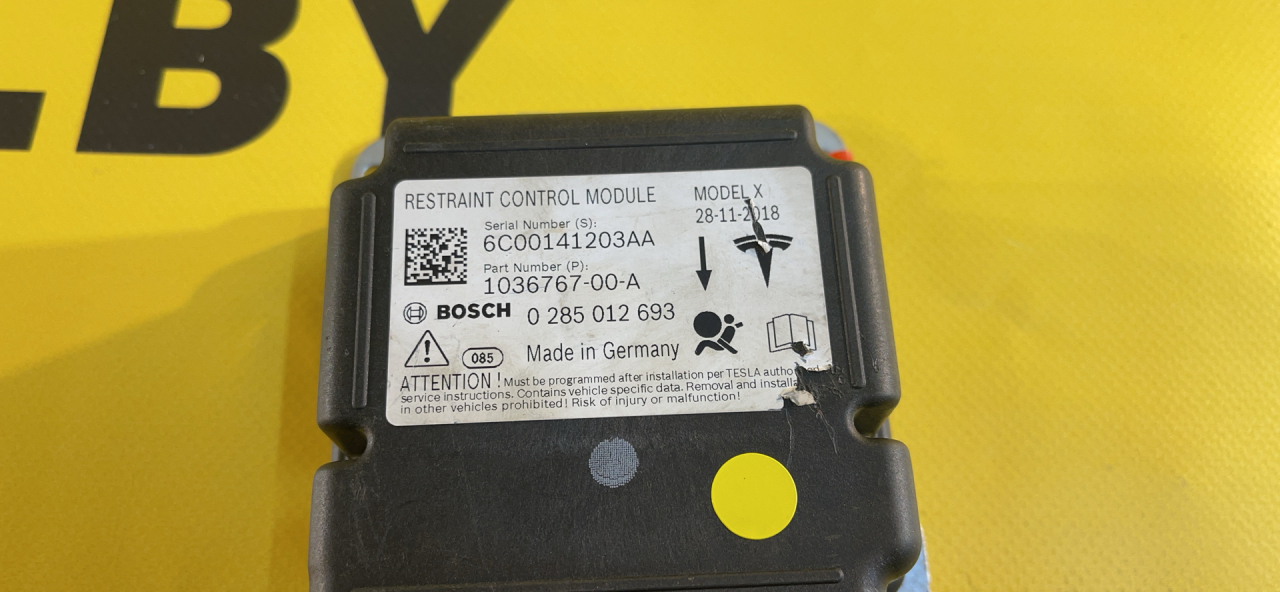 LBY
RESTRAINT CONTROL MODULE
MODEL X
28-11-2018
Serial Number (S):
6C00141203AA
Part Number (P):
1036767-00-A
BOSCH
0 285 012 693
085
Made in Germany
ATTENTION ! Must be programmed after installation per TESLA
service instructions. Contains vehicle specific data. Removal and
in other vehicles prohibited! Risk of injury or malfunction!